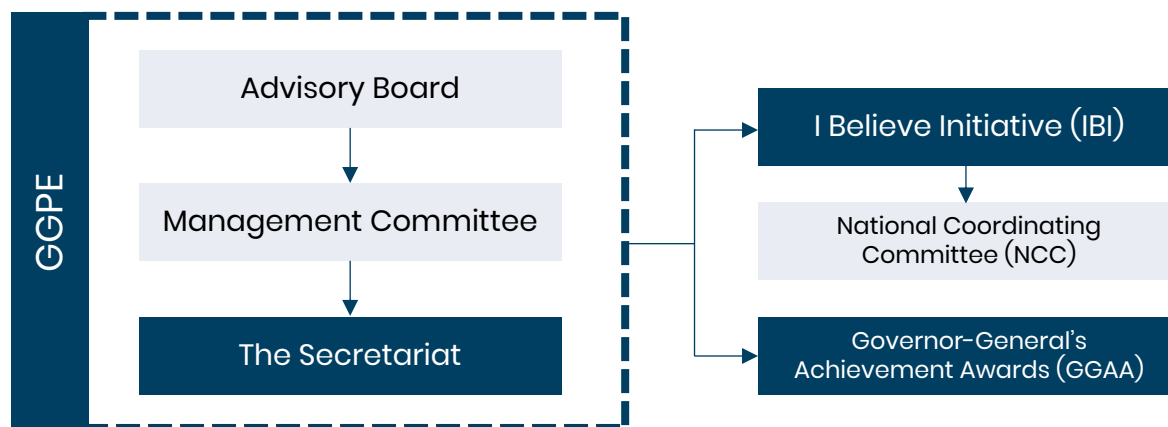 GGPE
Advisory Board
Management Committee
The Secretariat
I Believe Initiative (IBI)
National Coordinating
Committee (NCC)
Governor-General’s
Achievement Awards (GGAA)